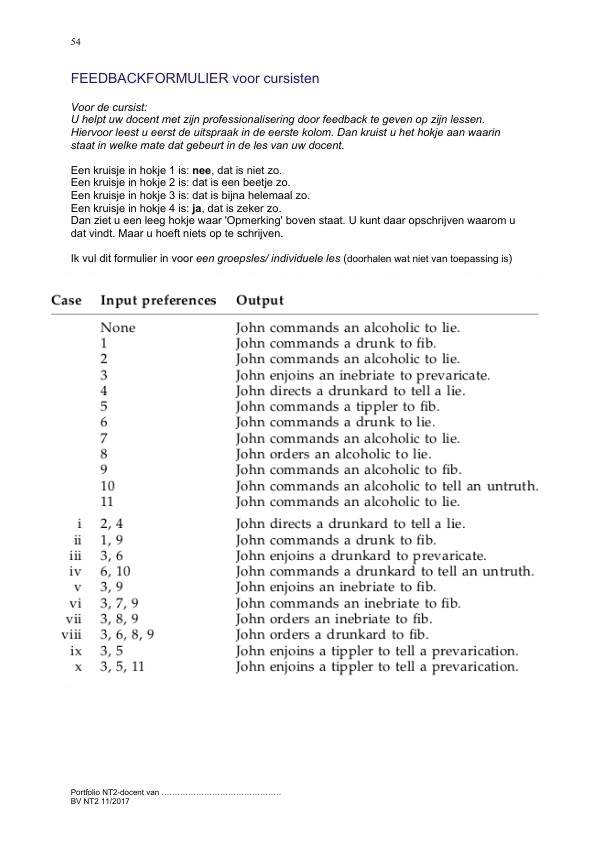 54
FEEDBACKFORMULIER voor cursisten
Voor de cursist:
U helpt uw docent met zijn professionalisering door feedback te geven op zijn lessen.
Hiervoor leest u eerst de uitspraak in de eerste kolom. Dan kruist u het hokje aan waarin
staat in welke mate dat gebeurt in de les van uw docent.
Een kruisje in hokje 1 is: nee, dat is niet zo.
Een kruisje in hokje 2 is: dat is een beetje zo.
Een kruisje in hokje 3 is: dat is bijna helemaal zo.
Een kruisje in hokje 4 is: ja, dat is zeker zo.
Dan ziet u een leeg hokje waar 'Opmerking' boven staat. U kunt daar opschrijven waarom u
dat vindt. Maar u hoeft niets op te schrijven.
Ik vul dit formulier in voor een groepsles/ individuele les (doorhalen wat niet van toepassing is)
Case Input preferences Output
None John commands an alcoholic to lie.
1 John commands a drunk to fib.
2 John commands an alcoholic to lie.
3 John enjoins an inebriate to prevaricate.
4 John directs a drunkard to tell a lie.
5 John commands a tippler to fib.
6 John commands a drunk to lie.
7 John commands an alcoholic to lie.
8 John orders an alcoholic to lie.
9 John commands an alcoholic to fib.
10 John commands an alcoholic to tell an untruth.
11 John commands an alcoholic to lie.
i 2, 4 John directs a drunkard to tell a lie.
ii 1, 9 John commands a drunk to fib.
iii 3, 6 John enjoins a drunkard to prevaricate.
iv 6, 10 John commands a drunkard to tell an untruth.
v 3, 9 John enjoins an inebriate to fib.
vi 3, 7, 9 John commands an inebriate to fib.
vii 3, 8, 9 John orders an inebriate to fib.
viii 3, 6, 8, 9 John orders a drunkard to fib.
ix 3, 5 John enjoins a tippler to tell a prevarication.
x 3, 5, 11 John enjoins a tippler to tell a prevarication.
Portfolio NT2-docent van .............................................
BV NT2 11/2017